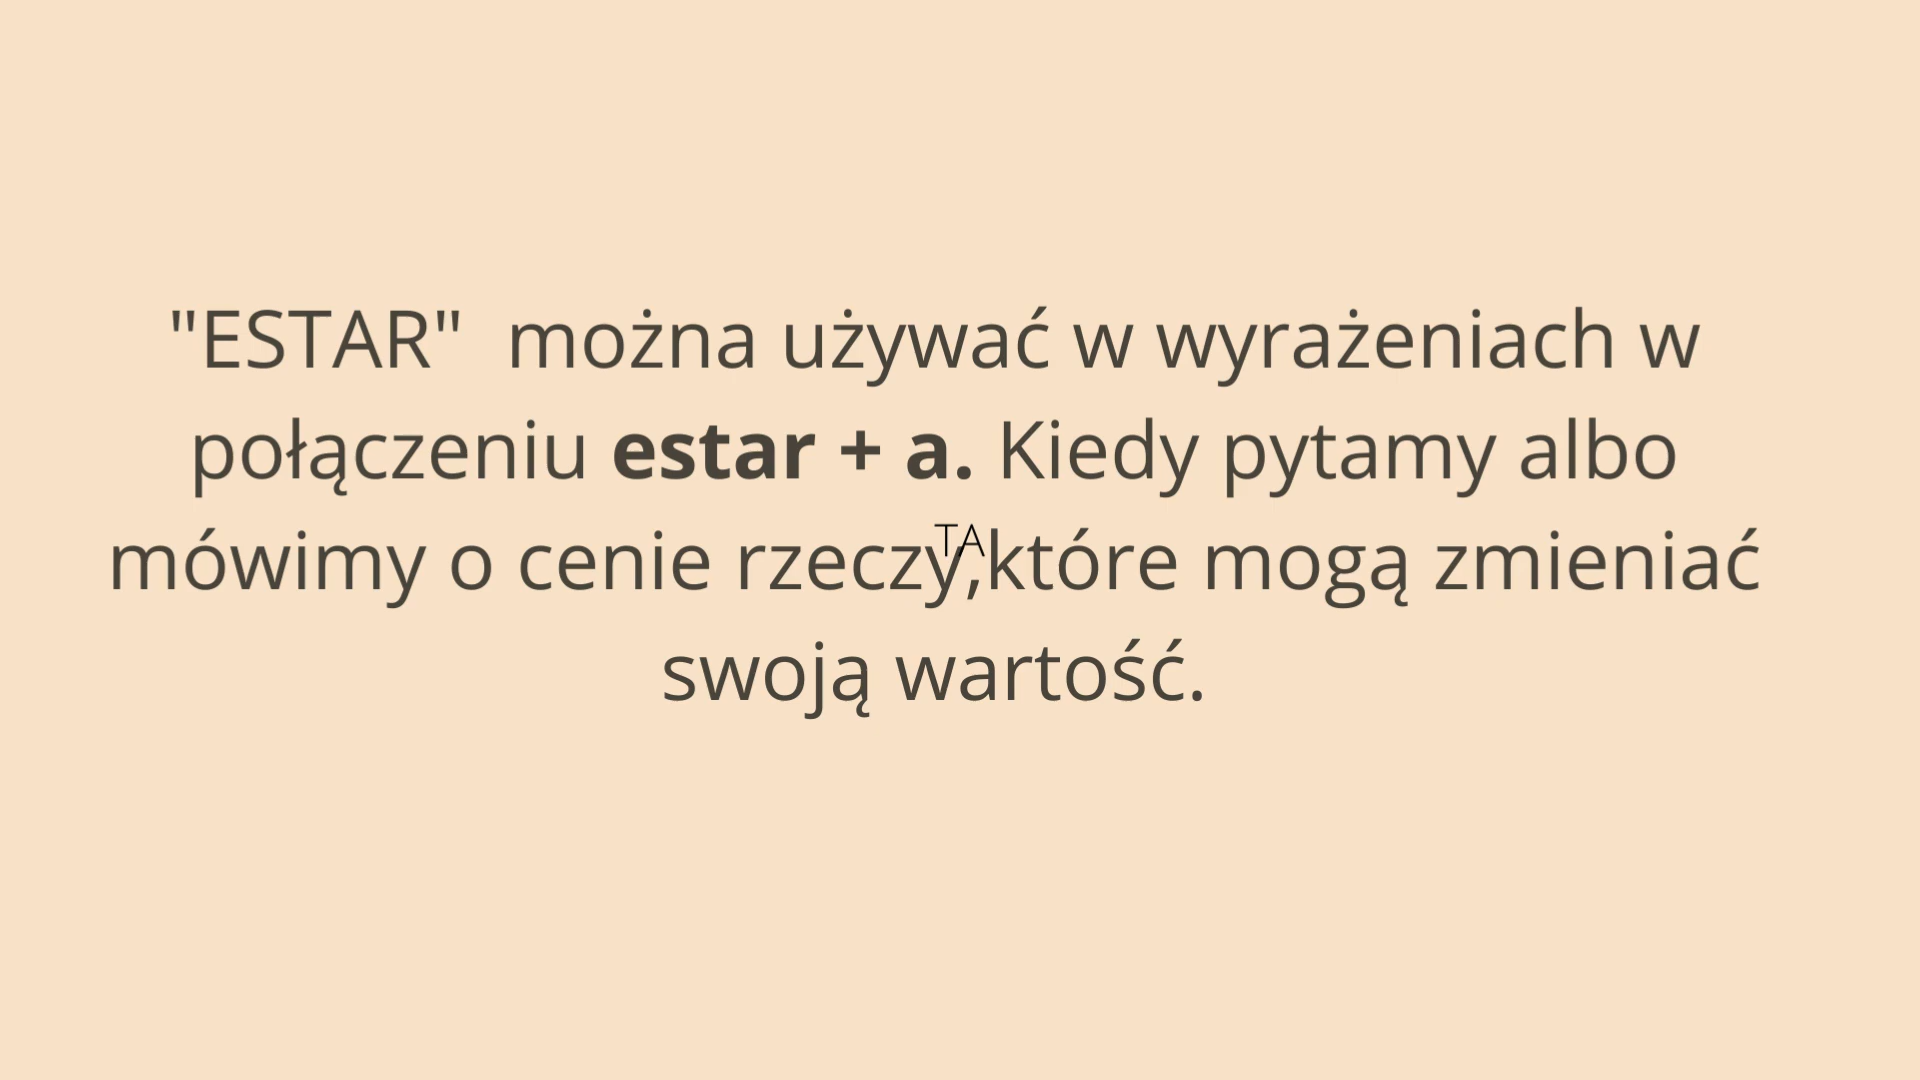 "ESTAR"  można używać w wyrażeniach w
połączeniu estar + a. Kiedy pytamy albo
mówimy o cenie rzeczy,które mogą zmieniać
swoją wartość.
TA